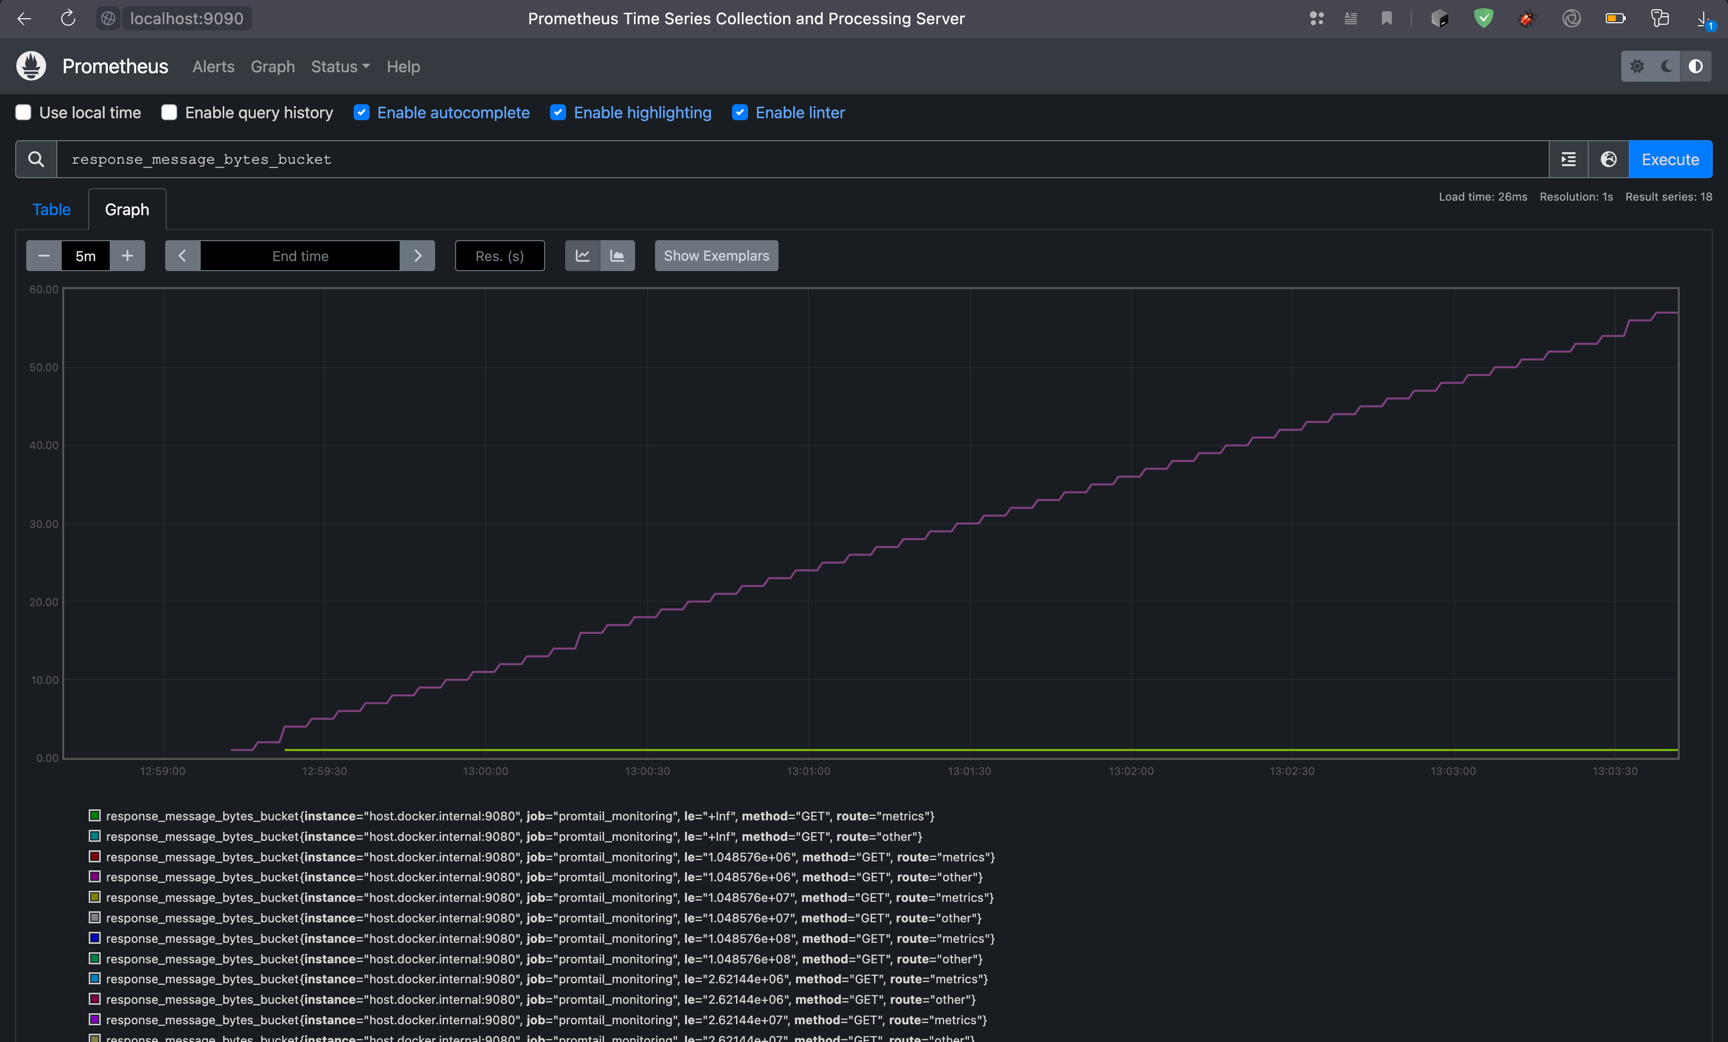 localhost:9090 Prometheus Time Series Collection and Processing Server 1
Prometheus Alerts Graph Status Help
Use local time Enable query history Enable autocomplete Enable highlighting Enable linter
response_message_bytes_bucket Execute
Table Graph Load time: 26ms Resolution: 1s Result series: 18
5m End time Res. (s) Show Exemplars
60.00
50.00
40.00
30.00
20.00
10.00
0.00
12:59:00 12:59:30 13:00:00 13:00:30 13:01:00 13:01:30 13:02:00 13:02:30 13:03:00 13:03:30
response_message_bytes_bucket{instance="host.docker.internal:9080", job="promtail_monitoring", le="+Inf", method="GET", route="metrics"}
response_message_bytes_bucket{instance="host.docker.internal:9080", job="promtail_monitoring", le="+Inf", method="GET", route="other"}
response_message_bytes_bucket{instance="host.docker.internal:9080", job="promtail_monitoring", le="1.048576e+06", method="GET", route="metrics"}
response_message_bytes_bucket{instance="host.docker.internal:9080", job="promtail_monitoring", le="1.048576e+06", method="GET", route="other"}
response_message_bytes_bucket{instance="host.docker.internal:9080", job="promtail_monitoring", le="1.048576e+07", method="GET", route="metrics"}
response_message_bytes_bucket{instance="host.docker.internal:9080", job="promtail_monitoring", le="1.048576e+07", method="GET", route="other"}
response_message_bytes_bucket{instance="host.docker.internal:9080", job="promtail_monitoring", le="1.048576e+08", method="GET", route="metrics"}
response_message_bytes_bucket{instance="host.docker.internal:9080", job="promtail_monitoring", le="1.048576e+08", method="GET", route="other"}
response_message_bytes_bucket{instance="host.docker.internal:9080", job="promtail_monitoring", le="2.62144e+06", method="GET", route="metrics"}
response_message_bytes_bucket{instance="host.docker.internal:9080", job="promtail_monitoring", le="2.62144e+06", method="GET", route="other"}
response_message_bytes_bucket{instance="host.docker.internal:9080", job="promtail_monitoring", le="2.62144e+07", method="GET", route="metrics"}
response_message_bytes_bucket{instance="host.docker.internal:9080", job="promtail_monitoring", le="2.62144e+07", method="GET", route="other"}